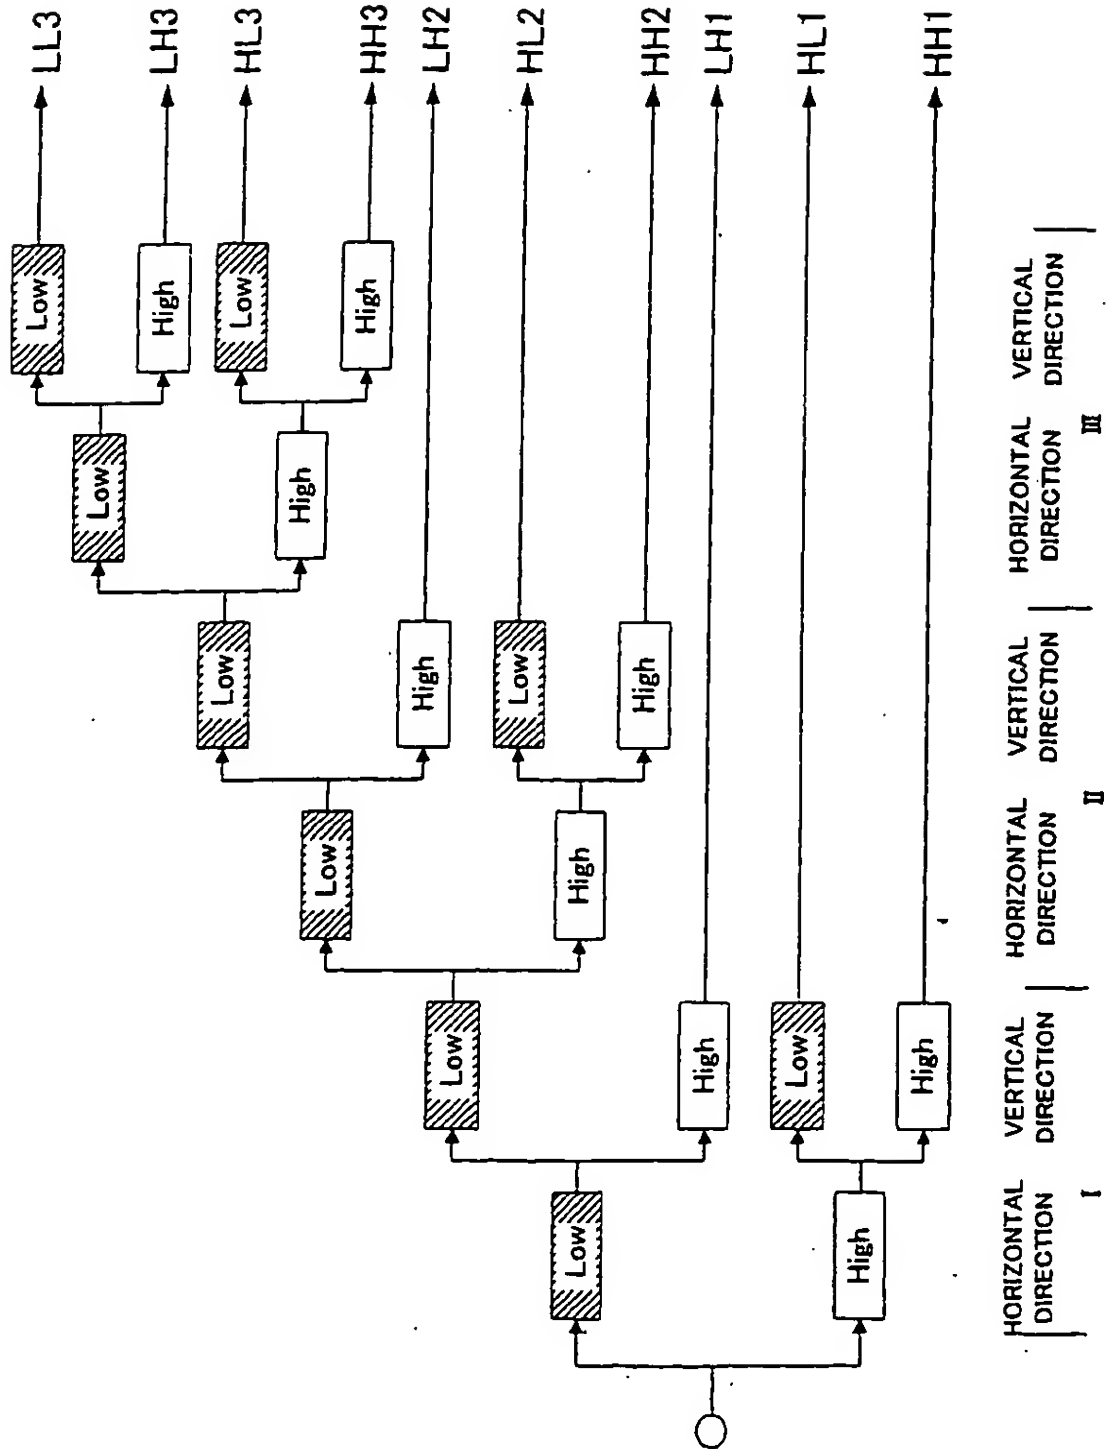 LL3
LH3
HL3
HH3
LH2
HL2
HH2
LH1
HL1
HH1
Low
High
Low
High
Low
High
Low
High
Low
High
Low
High
Low
High
Low
High
Low
High
Low
High
HORIZONTAL
DIRECTION
VERTICAL
DIRECTION
I
HORIZONTAL
DIRECTION
VERTICAL
DIRECTION
II
HORIZONTAL
DIRECTION
VERTICAL
DIRECTION
III